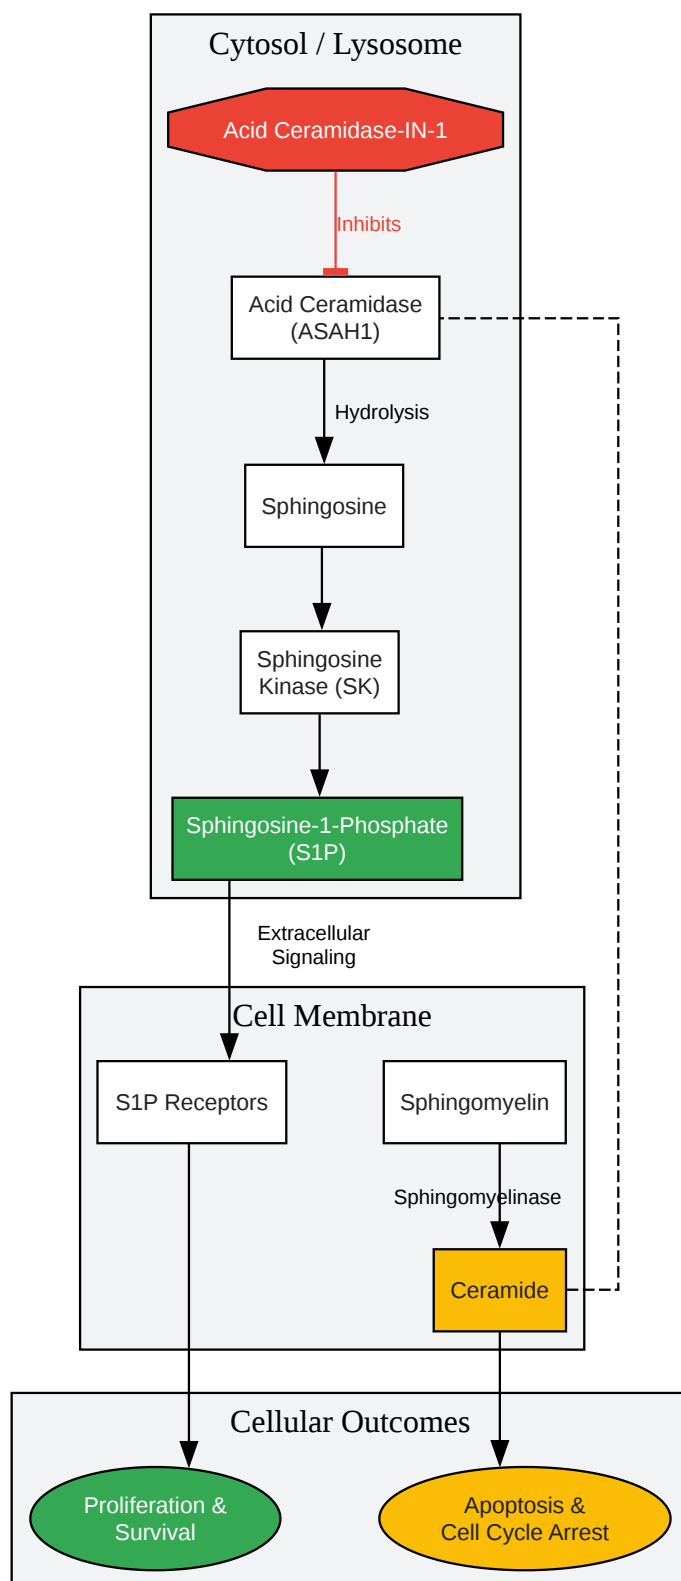 Cytosol / Lysosome
Acid Ceramidase-IN-1
Inhibits
Acid Ceramidase
(ASAH1)
Hydrolysis
Sphingosine
Sphingosine
Kinase (SK)
Sphingosine-1-Phosphate
(S1P)
Extracellular
Signaling
Cell Membrane
S1P Receptors
Sphingomyelin
Sphingomyelinase
Ceramide
Cellular Outcomes
Proliferation &
Survival
Apoptosis &
Cell Cycle Arrest